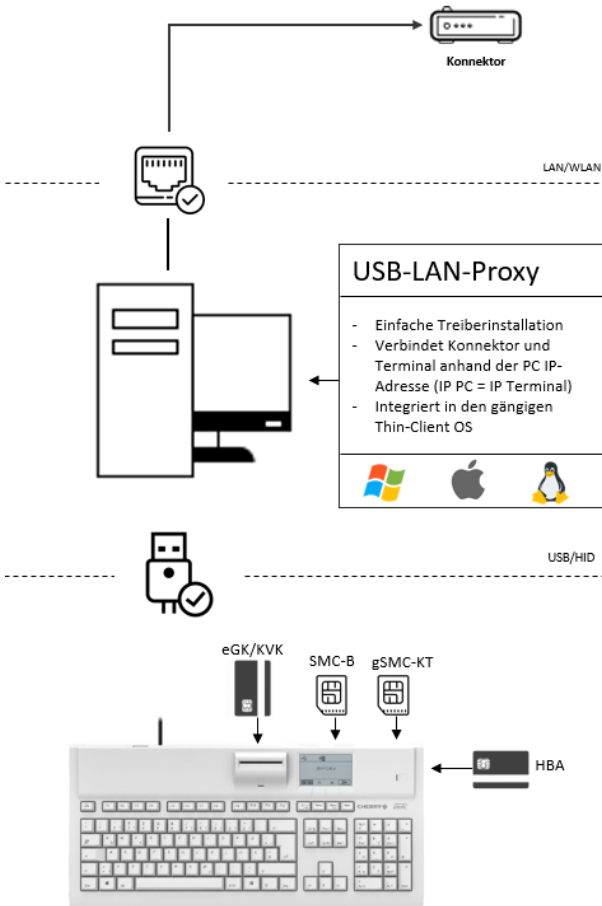 Konnektor
LAN/WLAN
USB-LAN-Proxy
- Einfache Treiberinstallation
- Verbindet Konnektor und
Terminal anhand der PC IP-
Adresse (IP PC = IP Terminal)
- Integriert in den gängigen
Thin-Client OS
USB/HID
eGK/KVK
SMC-B
gSMC-KT
HBA
CHERRY